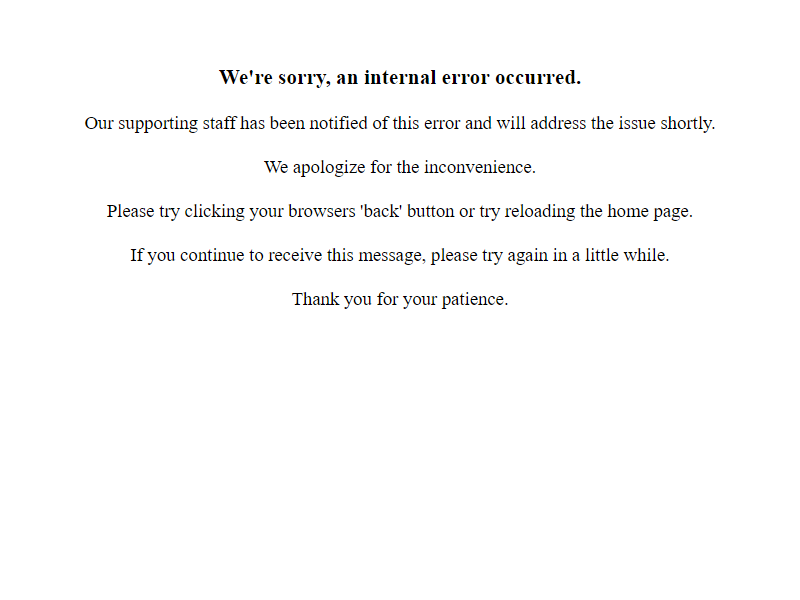 We're sorry, an internal error occurred.
Our supporting staff has been notified of this error and will address the issue shortly.
We apologize for the inconvenience.
Please try clicking your browsers 'back' button or try reloading the home page.
If you continue to receive this message, please try again in a little while.
Thank you for your patience.